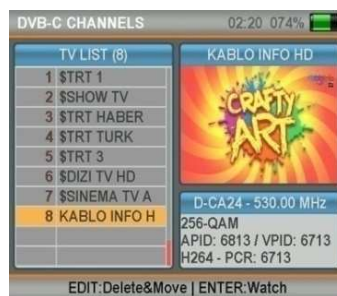 DVB-C CHANNELS 02:20 074%
TV LIST (8)
1 $TRT 1
2 $SHOW TV
3 $TRT HABER
4 $TRT TURK
5 $TRT 3
6 $DIZI TV HD
7 $SINEMA TV A
8 KABLO INFO H
KABLO INFO HD
CRAFTY
ART
D-CA24 - 530.00 MHz
256-QAM
APID: 6813 / VPID: 6713
H264 - PCR: 6713
EDIT:Delete&Move | ENTER:Watch